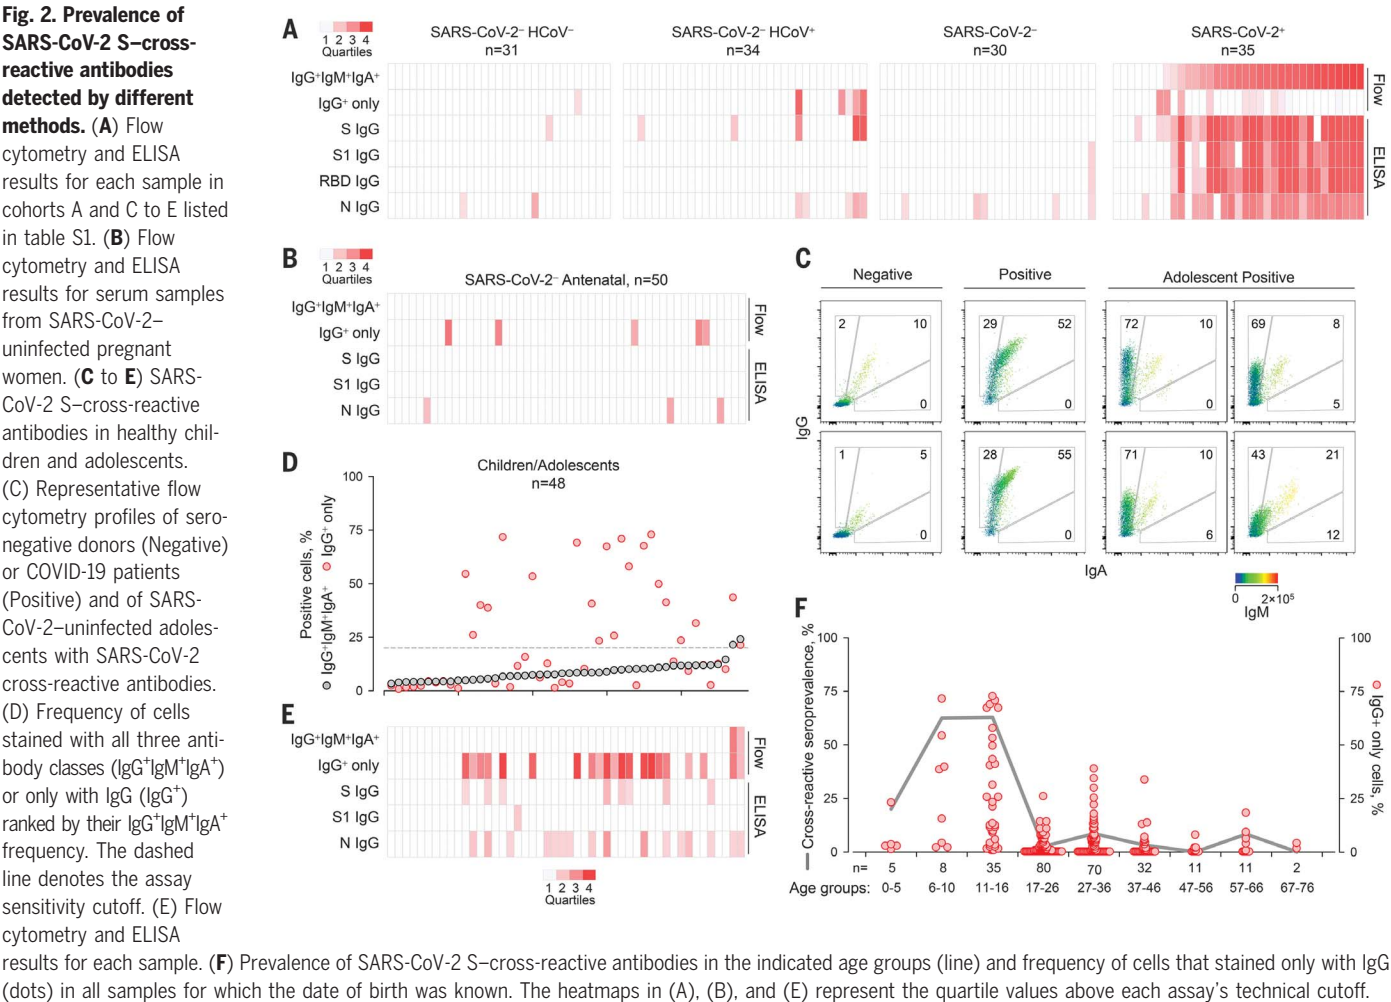 Fig. 2. Prevalence of
SARS-CoV-2 S–cross-
reactive antibodies
detected by different
methods. (A) Flow
cytometry and ELISA
results for each sample in
cohorts A and C to E listed
in table S1. (B) Flow
cytometry and ELISA
results for serum samples
from SARS-CoV-2–
uninfected pregnant
women. (C to E) SARS-
CoV-2 S–cross-reactive
antibodies in healthy chil-
dren and adolescents.
(C) Representative flow
cytometry profiles of sero-
negative donors (Negative)
or COVID-19 patients
(Positive) and of SARS-
CoV-2–uninfected adoles-
cents with SARS-CoV-2
cross-reactive antibodies.
(D) Frequency of cells
stained with all three anti-
body classes (IgG⁺IgM⁺IgA⁺)
or only with IgG (IgG⁺)
ranked by their IgG⁺IgM⁺IgA⁺
frequency. The dashed
line denotes the assay
sensitivity cutoff. (E) Flow
cytometry and ELISA
results for each sample. (F) Prevalence of SARS-CoV-2 S–cross-reactive antibodies in the indicated age groups (line) and frequency of cells that stained only with IgG
(dots) in all samples for which the date of birth was known. The heatmaps in (A), (B), and (E) represent the quartile values above each assay's technical cutoff.
A
1 2 3 4
Quartiles
SARS-CoV-2⁻ HCoV⁻
n=31
SARS-CoV-2⁻ HCoV⁺
n=34
SARS-CoV-2⁻
n=30
SARS-CoV-2⁺
n=35
IgG⁺IgM⁺IgA⁺
IgG⁺ only
S IgG
S1 IgG
RBD IgG
N IgG
Flow
ELISA
B
1 2 3 4
Quartiles
SARS-CoV-2⁻ Antenatal, n=50
IgG⁺IgM⁺IgA⁺
IgG⁺ only
S IgG
S1 IgG
N IgG
Flow
ELISA
C
Negative
Positive
Adolescent Positive
2 10
0
29 52
0
72 10
0
69 8
5
1 5
0
28 55
0
71 10
6
43 21
12
IgG
IgA
0 2×10⁵
IgM
D
Children/Adolescents
n=48
Positive cells, %
IgG⁺IgM⁺IgA⁺ IgG⁺ only
100
75
50
25
0
E
IgG⁺IgM⁺IgA⁺
IgG⁺ only
S IgG
S1 IgG
N IgG
Flow
ELISA
1 2 3 4
Quartiles
F
Cross-reactive seroprevalence, %
100
75
50
25
0
100
75
50
25
0
IgG+ only cells, %
n= 5 8 35 80 70 32 11 11 2
Age groups: 0-5 6-10 11-16 17-26 27-36 37-46 47-56 57-66 67-76